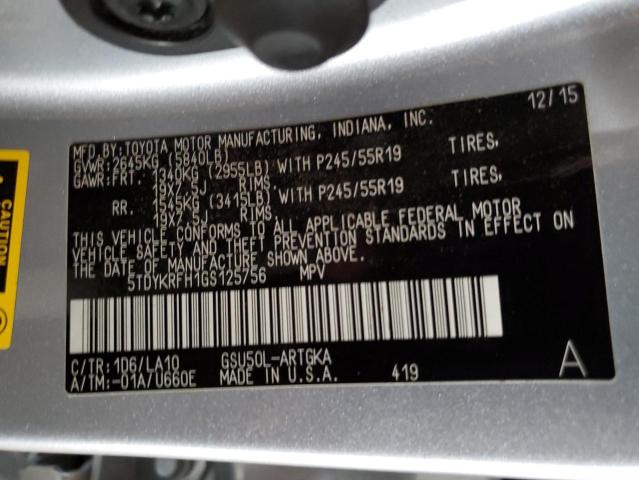 12/15
MFD.BY:TOYOTA MOTOR MANUFACTURING, INDIANA, INC.
GVWR:2645KG (5840LB)
GAWR:FRT. 1340KG (2955LB) WITH P245/55R19 TIRES,
19X7.5J RIMS,
RR. 1545KG (3415LB) WITH P245/55R19 TIRES,
19X7.5J RIMS,
THIS VEHICLE CONFORMS TO ALL APPLICABLE FEDERAL MOTOR
VEHICLE SAFETY AND THEFT PREVENTION STANDARDS IN EFFECT ON
THE DATE OF MANUFACTURE SHOWN ABOVE.
5TDYKRFH1GS125756 MPV
C/TR:1D6/LA10 GSU50L-ARTGKA
A/TM:-01A/U660E MADE IN U.S.A. 419 A
CAUTION